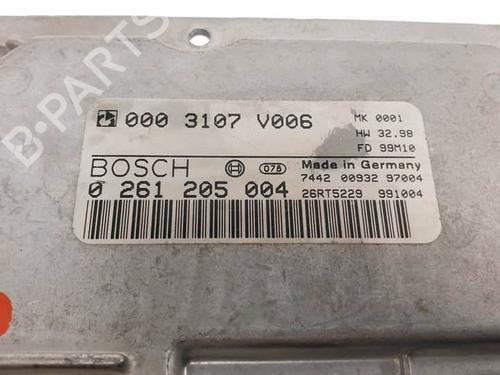 000 3107 V006
MK 0001
HW 32.98
FD 99M10
BOSCH
076
Made in Germany
7442 00932 97004
0 261 205 004
26RT5229 991004
B-PARTS